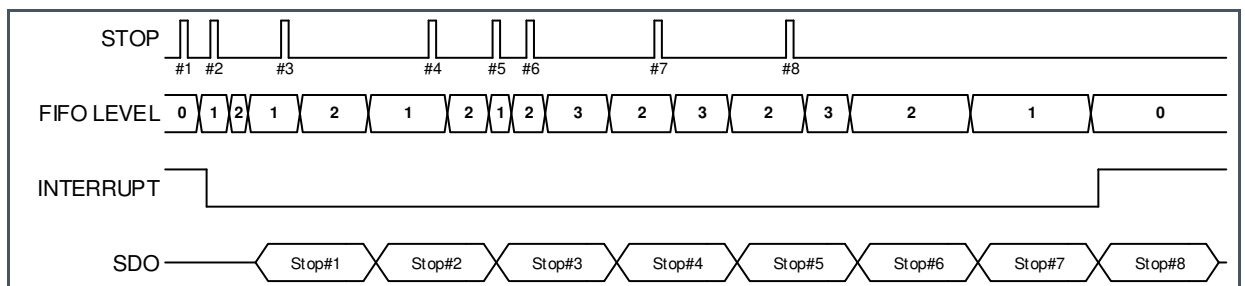 STOP
#1 #2 #3 #4 #5 #6 #7 #8
FIFO LEVEL 0 1 2 1 2 1 2 1 2 3 2 3 2 3 2 1 0
INTERRUPT
SDO Stop#1 Stop#2 Stop#3 Stop#4 Stop#5 Stop#6 Stop#7 Stop#8